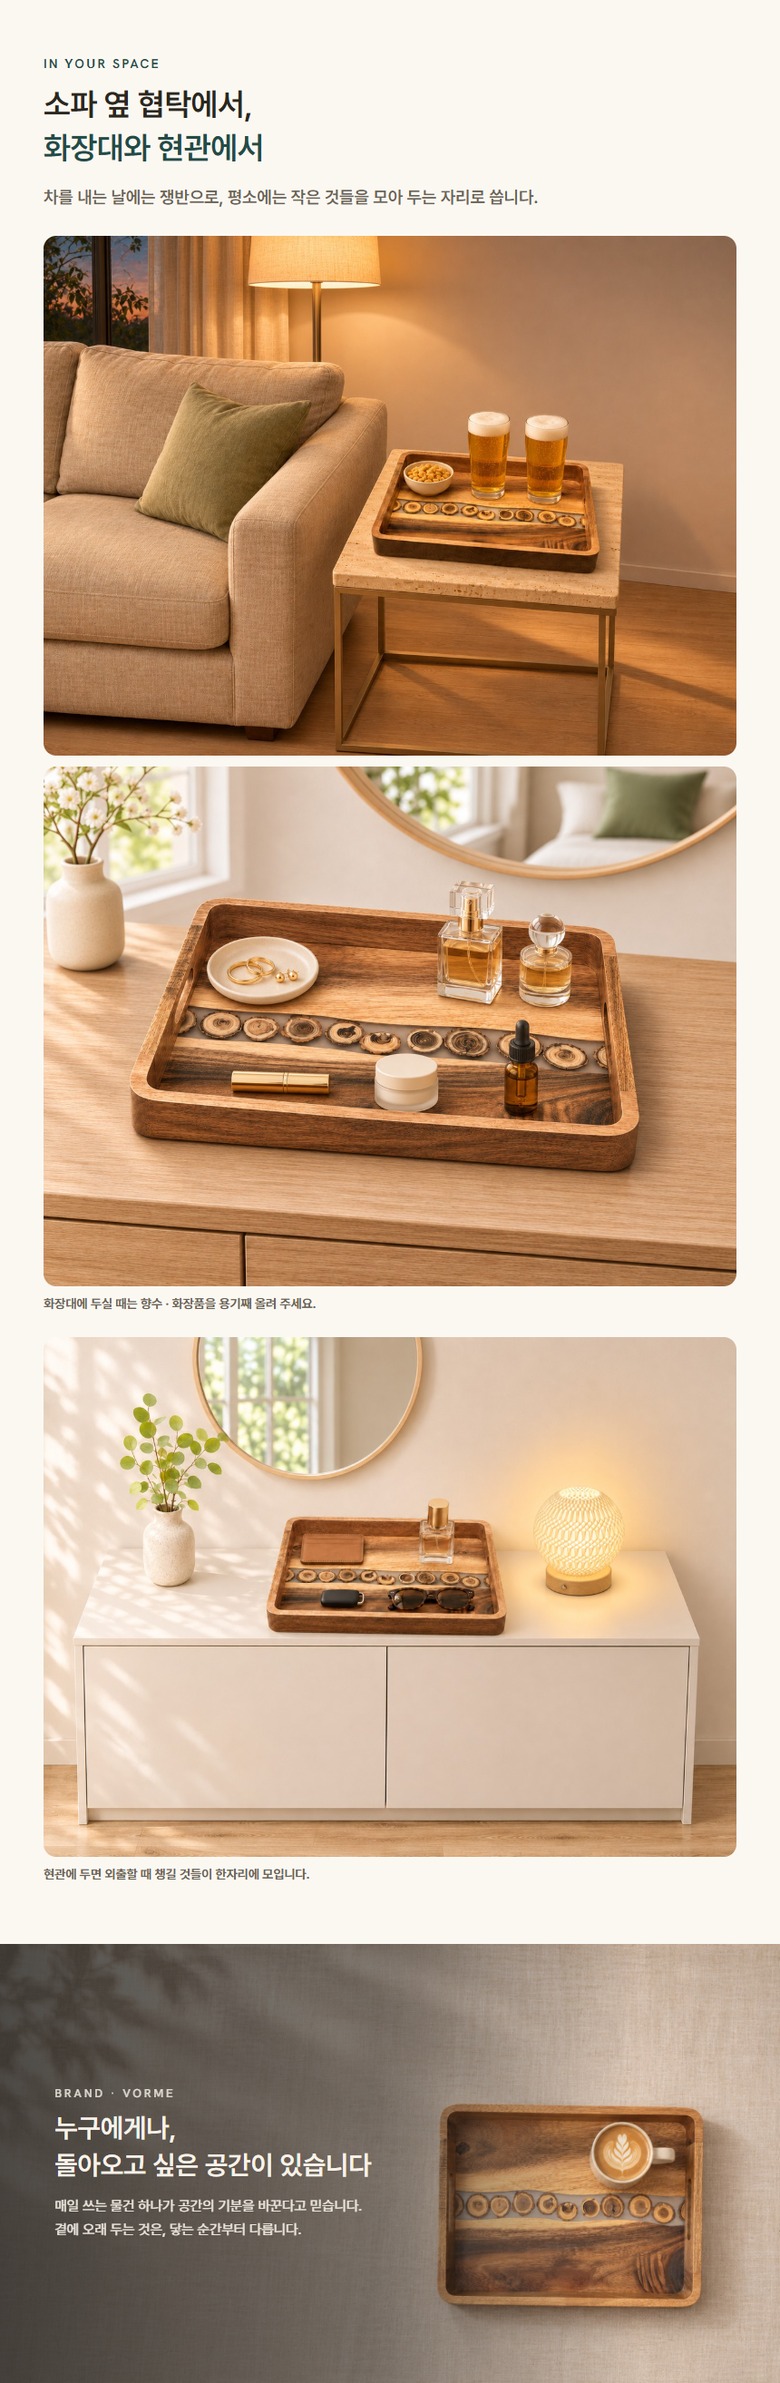 IN YOUR SPACE
소파 옆 협탁에서,
화장대와 현관에서
차를 내는 날에는 쟁반으로, 평소에는 작은 것들을 모아 두는 자리로 씁니다.
화장대에 두실 때는 향수 · 화장품을 용기째 올려 주세요.
현관에 두면 외출할 때 챙길 것들이 한자리에 모입니다.
BRAND · VORME
누구에게나,
돌아오고 싶은 공간이 있습니다
매일 쓰는 물건 하나가 공간의 기분을 바꾼다고 믿습니다.
곁에 오래 두는 것은, 닿는 순간부터 다릅니다.